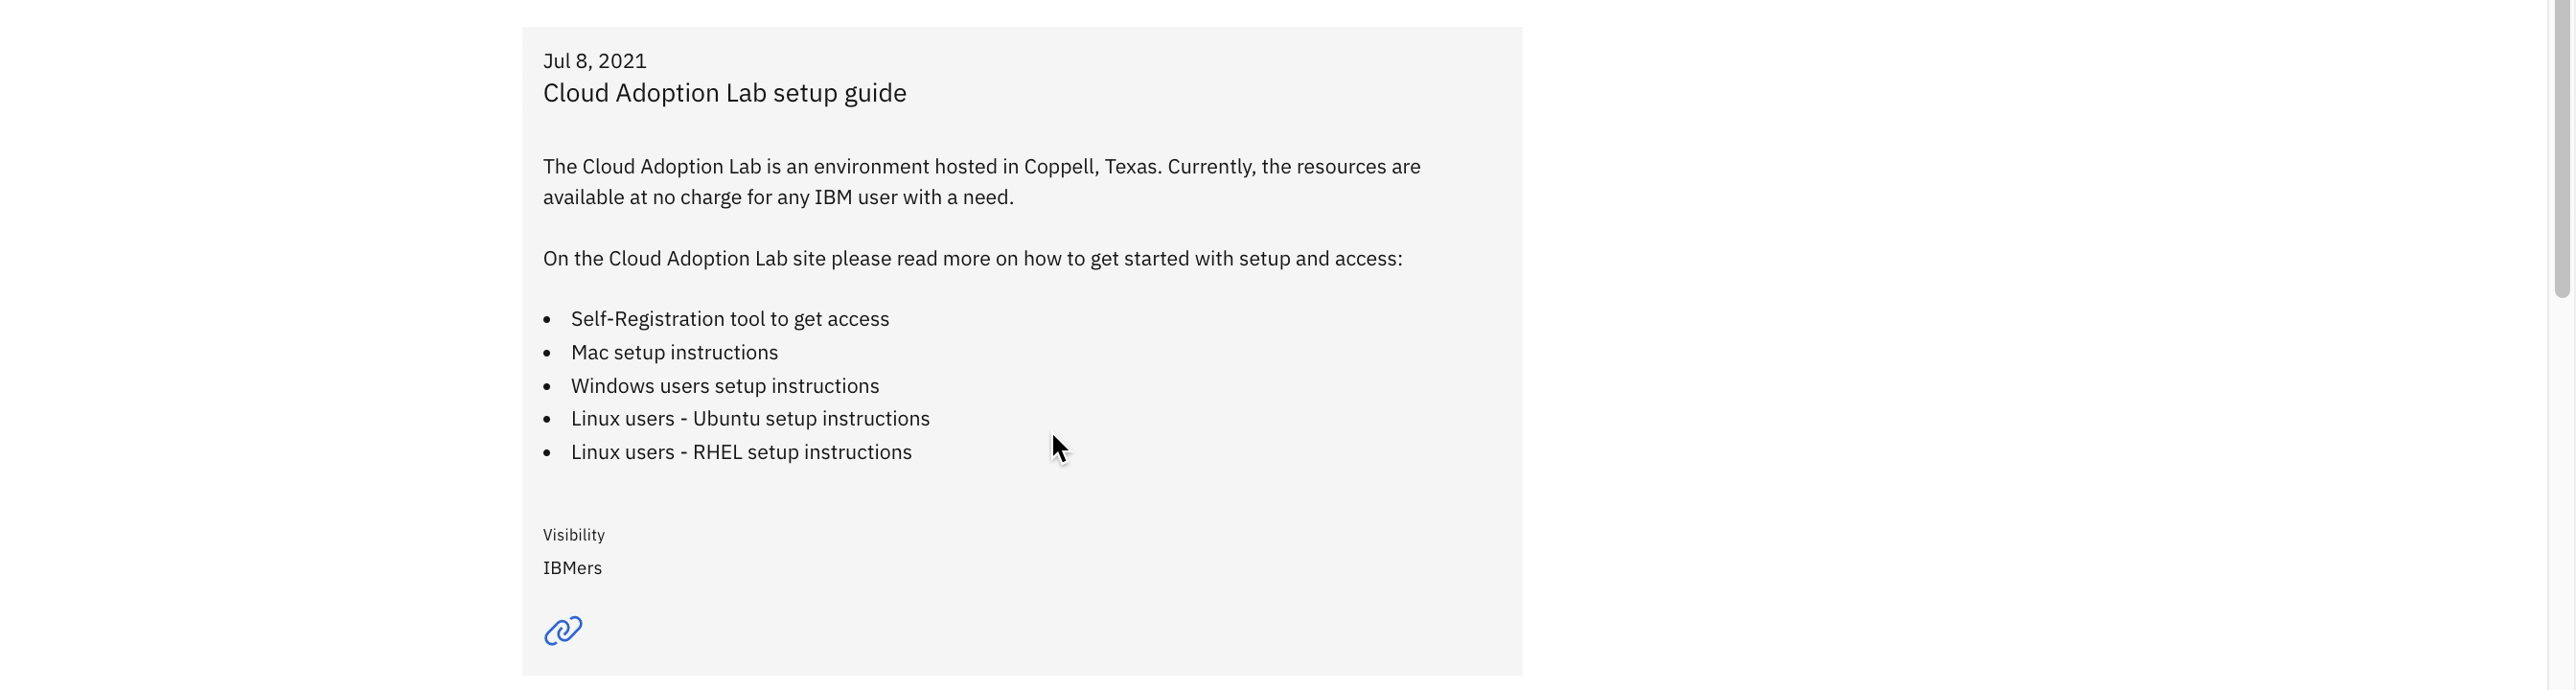 Jul 8, 2021
Cloud Adoption Lab setup guide
The Cloud Adoption Lab is an environment hosted in Coppell, Texas. Currently, the resources are
available at no charge for any IBM user with a need.
On the Cloud Adoption Lab site please read more on how to get started with setup and access:
• Self-Registration tool to get access
• Mac setup instructions
• Windows users setup instructions
• Linux users - Ubuntu setup instructions
• Linux users - RHEL setup instructions
Visibility
IBMers